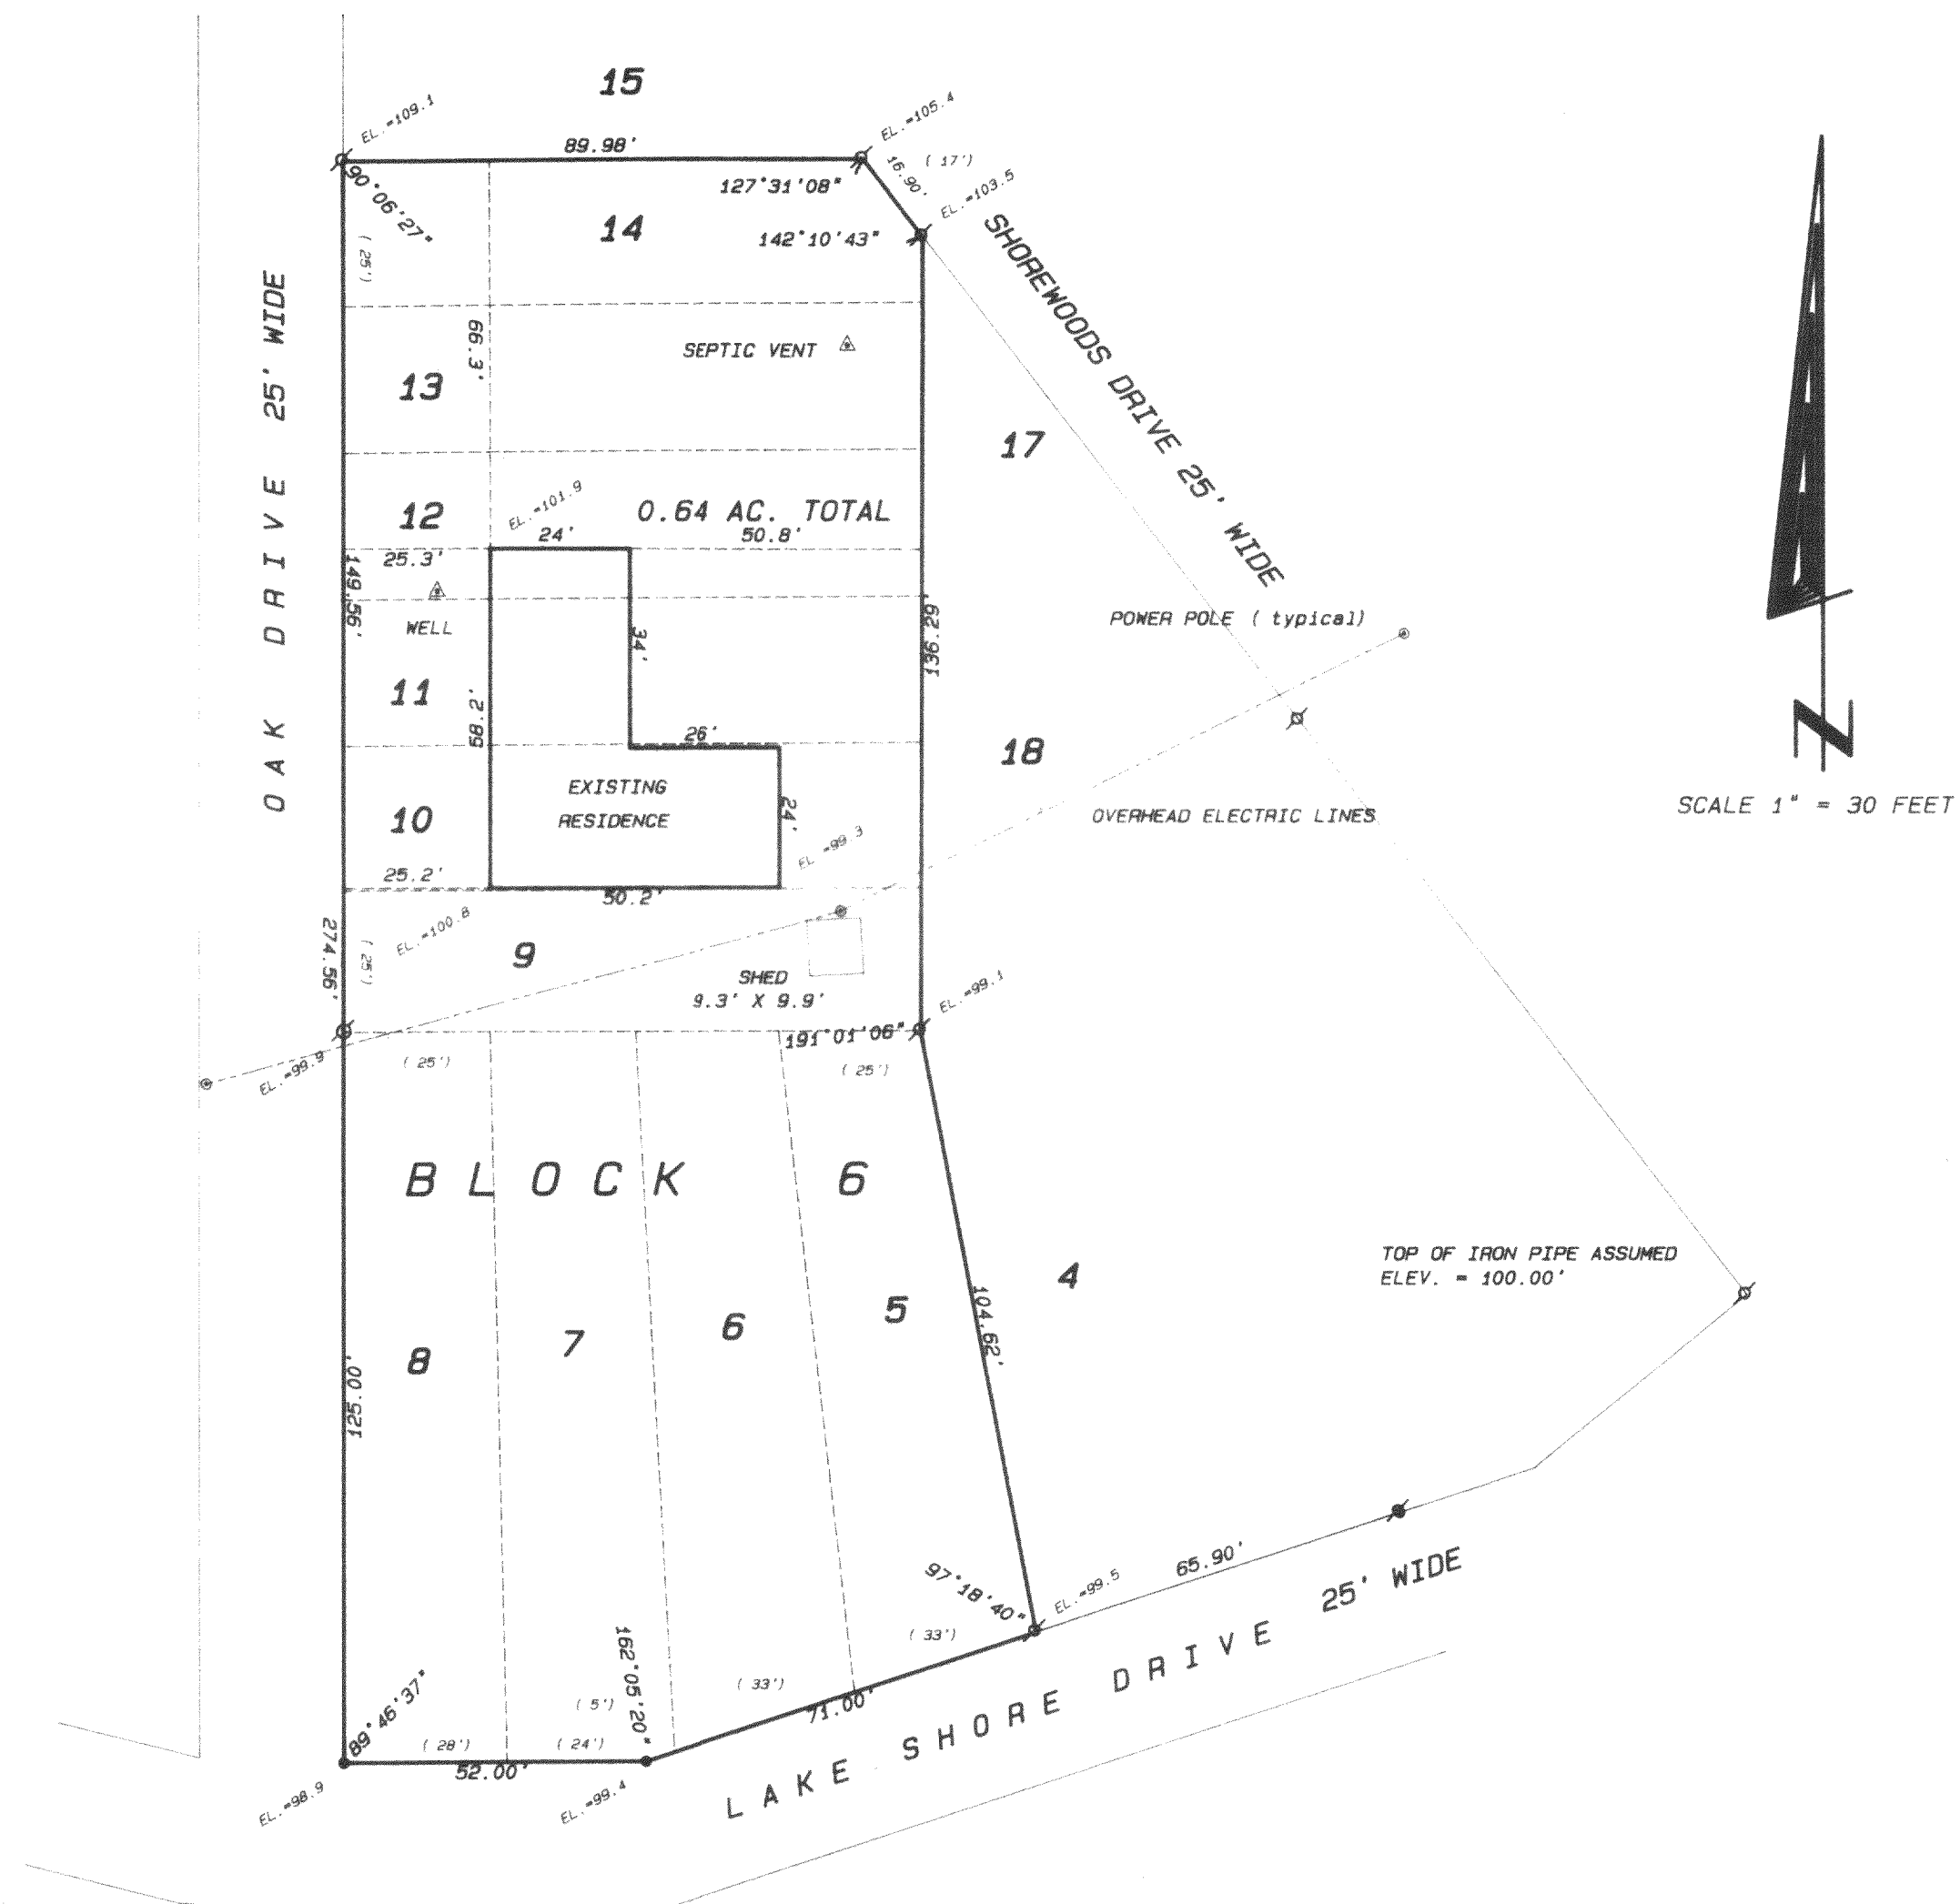 15
EL.=109.1
EL.=105.4
89.98'
16.90'
( 17')
127°31'08"
EL.=103.5
90°06'27"
14
142°10'43"
( 25')
SHOREWOODS DRIVE 25' WIDE
OAK DRIVE 25' WIDE
66.3'
SEPTIC VENT
13
17
EL.=101.9
12
0.64 AC. TOTAL
24'
50.8'
25.3'
149.56'
WELL
34'
136.29'
POWER POLE ( typical)
11
58.2'
26'
18
EXISTING
RESIDENCE
10
24'
OVERHEAD ELECTRIC LINES
SCALE 1" = 30 FEET
N
EL.=99.3
25.2'
50.2'
EL.=100.8
274.56'
( 25')
9
SHED
9.3' X 9.9'
EL.=99.1
191°01'06"
EL.=99.9
( 25')
( 25')
BLOCK 6
4
TOP OF IRON PIPE ASSUMED
ELEV. = 100.00'
104.62'
5
6
7
8
125.00'
97°18'40"
EL.=99.5
65.90'
( 33')
( 33')
162°05'20"
( 5')
89°46'37"
71.00'
( 28')
( 24')
52.00'
EL.=98.9
EL.=99.4
LAKE SHORE DRIVE 25' WIDE